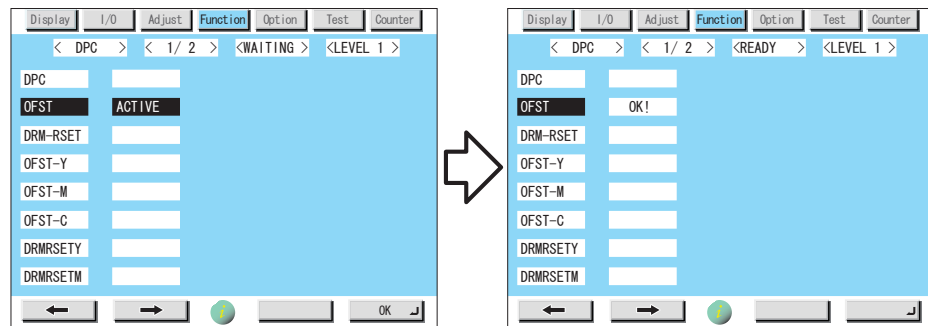 Display I/O Adjust Function Option Test Counter
< DPC > < 1/ 2 > <WAITING > <LEVEL 1 >
DPC
OFST ACTIVE
DRM-RSET
OFST-Y
OFST-M
OFST-C
DRMRSETY
DRMRSETM
OK
Display I/O Adjust Function Option Test Counter
< DPC > < 1/ 2 > <READY > <LEVEL 1 >
DPC
OFST OK!
DRM-RSET
OFST-Y
OFST-M
OFST-C
DRMRSETY
DRMRSETM